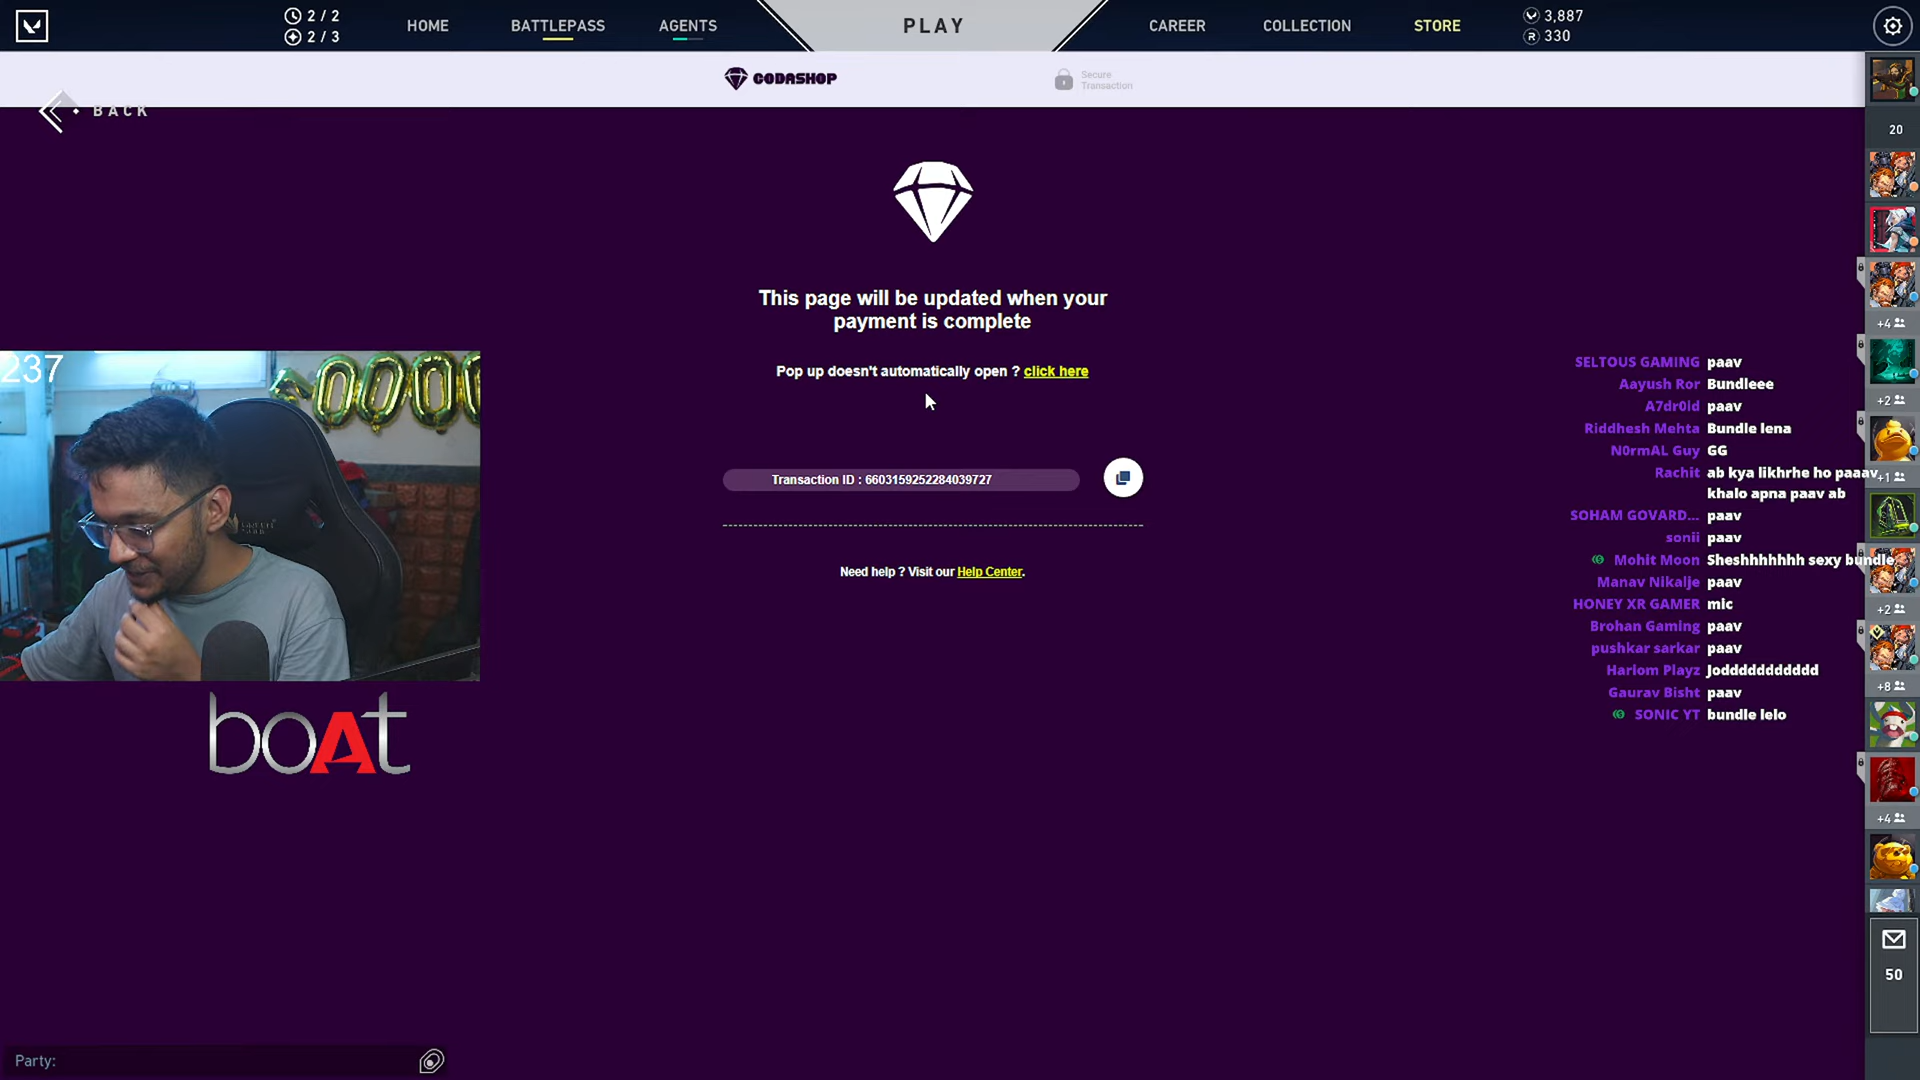 2 / 2
2 / 3
HOME
BATTLEPASS
AGENTS
PLAY
CAREER
COLLECTION
STORE
3,887
R 330
CODASHOP
Secure
Transaction
BACK
20
This page will be updated when your
payment is complete
Pop up doesn't automatically open ? click here
Transaction ID : 6603159252284039727
Need help ? Visit our Help Center.
237
boAt
SELTOUS GAMING paav
Aayush Ror Bundleee
A7dr0id paav
Riddhesh Mehta Bundle lena
N0rmAL Guy GG
Rachit ab kya likhrhe ho paaav
khalo apna paav ab
SOHAM GOVARD... paav
sonii paav
Mohit Moon Sheshhhhhhh sexy bundle
Manav Nikalje paav
HONEY XR GAMER mic
Brohan Gaming paav
pushkar sarkar paav
Hariom Playz Joddddddddddd
Gaurav Bisht paav
SONIC YT bundle lelo
+4
+2
+1
+2
+8
+4
50
Party: